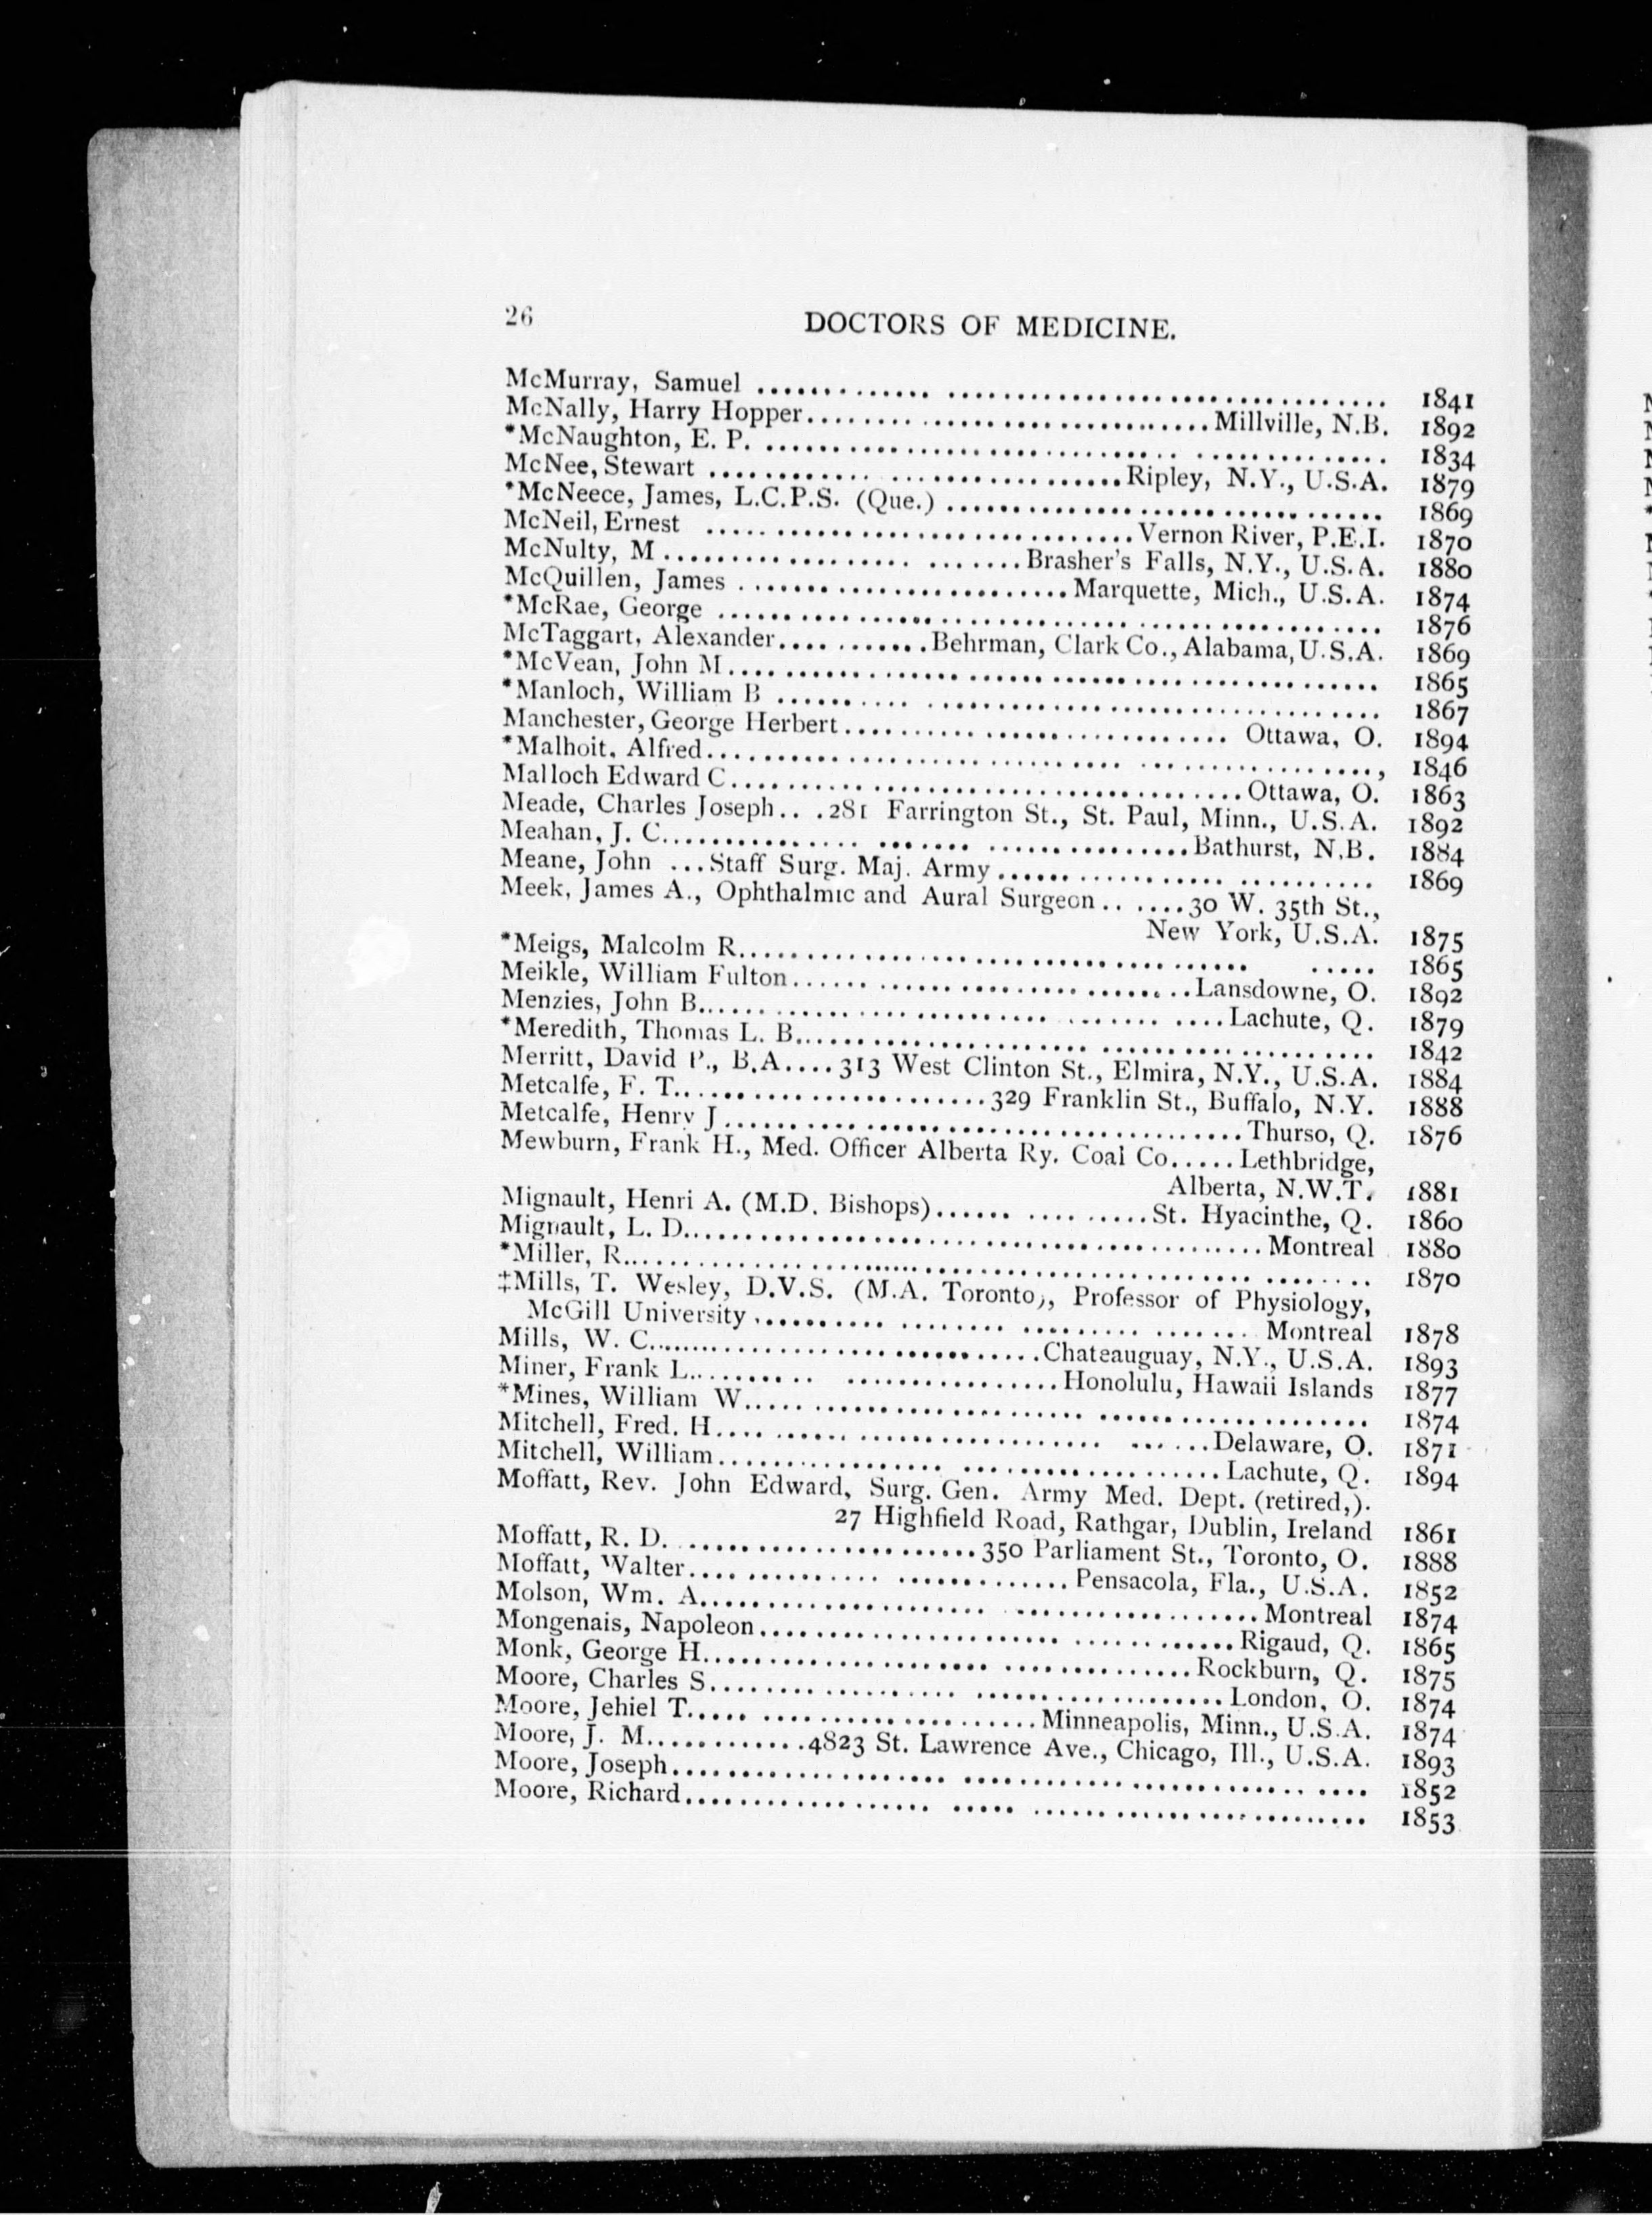 26
DOCTORS OF MEDICINE.
McMurray, Samuel ........................................ 1841
McNally, Harry Hopper........................Millville, N.B. 1892
*McNaughton, E. P. ........................................ 1834
McNee, Stewart ........................Ripley, N.Y., U.S.A. 1879
*McNeece, James, L.C.P.S. (Que.) ........................ 1869
McNeil, Ernest ........................Vernon River, P.E.I. 1870
McNulty, M ........................Brasher's Falls, N.Y., U.S.A. 1880
McQuillen, James ........................Marquette, Mich., U.S.A. 1874
*McRae, George ........................................ 1876
McTaggart, Alexander............Behrman, Clark Co., Alabama, U.S.A. 1869
*McVean, John M........................................ 1865
*Manloch, William B ........................................ 1867
Manchester, George Herbert........................ Ottawa, O. 1894
*Malhoit, Alfred........................................, 1846
Malloch Edward C........................................Ottawa, O. 1863
Meade, Charles Joseph.. .281 Farrington St., St. Paul, Minn., U.S.A. 1892
Meahan, J. C........................................Bathurst, N.B. 1884
Meane, John ...Staff Surg. Maj. Army ........................ 1869
Meek, James A., Ophthalmic and Aural Surgeon .. ......30 W. 35th St.,
New York, U.S.A. 1875
*Meigs, Malcolm R........................................ 1865
Meikle, William Fulton........................Lansdowne, O. 1892
Menzies, John B........................................Lachute, Q. 1879
*Meredith, Thomas L. B........................................ 1842
Merritt, David P., B.A....313 West Clinton St., Elmira, N.Y., U.S.A. 1884
Metcalfe, F. T.........................329 Franklin St., Buffalo, N.Y. 1888
Metcalfe, Henry J........................................Thurso, Q. 1876
Mewburn, Frank H., Med. Officer Alberta Ry. Coal Co.....Lethbridge,
Alberta, N.W.T. 1881
Mignault, Henri A. (M.D. Bishops)...... .........St. Hyacinthe, Q. 1860
Mignault, L. D........................................Montreal 1880
*Miller, R........................................ 1870
‡Mills, T. Wesley, D.V.S. (M.A. Toronto), Professor of Physiology,
McGill University ........................................ Montreal 1878
Mills, W. C........................Chateauguay, N.Y., U.S.A. 1893
Miner, Frank L........................Honolulu, Hawaii Islands 1877
*Mines, William W........................................ 1874
Mitchell, Fred. H........................................Delaware, O. 1871
Mitchell, William........................................Lachute, Q. 1894
Moffatt, Rev. John Edward, Surg. Gen. Army Med. Dept. (retired,).
27 Highfield Road, Rathgar, Dublin, Ireland 1861
Moffatt, R. D. ........................350 Parliament St., Toronto, O. 1888
Moffatt, Walter........................Pensacola, Fla., U.S.A. 1852
Molson, Wm. A........................................Montreal 1874
Mongenais, Napoleon........................................Rigaud, Q. 1865
Monk, George H........................................Rockburn, Q. 1875
Moore, Charles S........................................London, O. 1874
Moore, Jehiel T........................Minneapolis, Minn., U.S.A. 1874
Moore, J. M............4823 St. Lawrence Ave., Chicago, Ill., U.S.A. 1893
Moore, Joseph........................................ 1852
Moore, Richard........................................ 1853